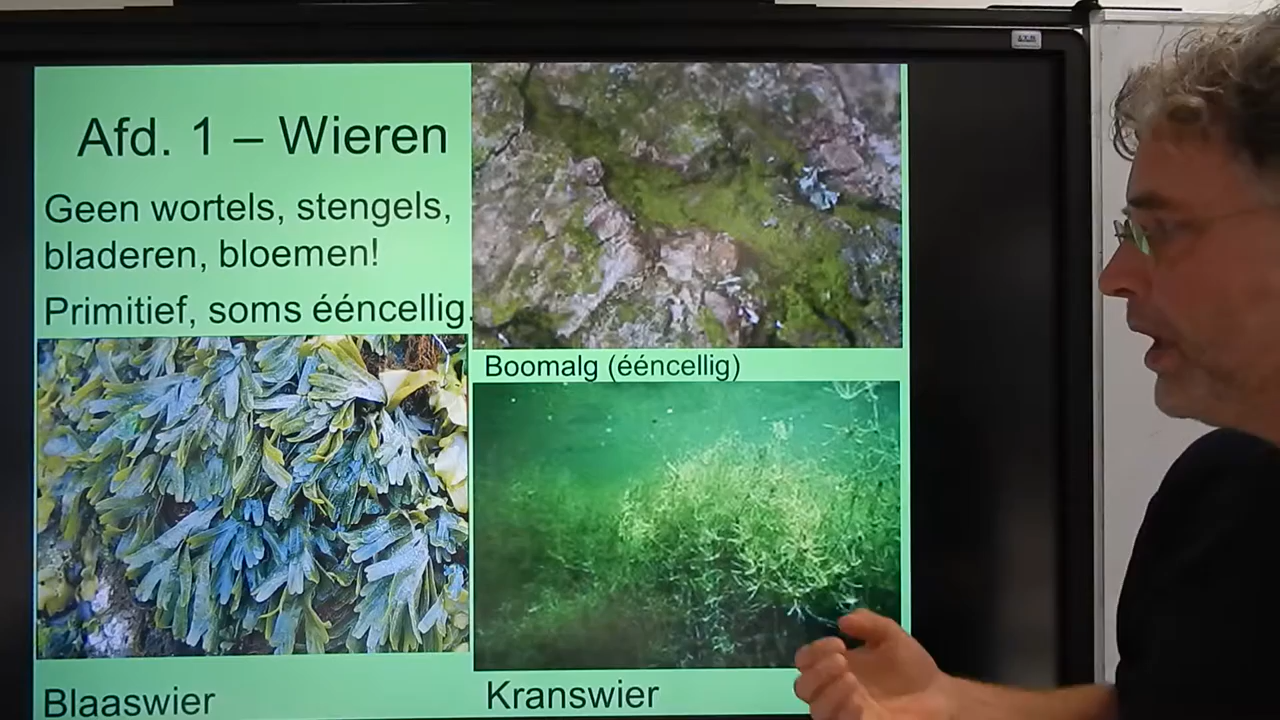 Afd. 1 – Wieren
Geen wortels, stengels,
bladeren, bloemen!
Primitief, soms ééncellig.
Boomalg (ééncellig)
Blaaswier
Kranswier